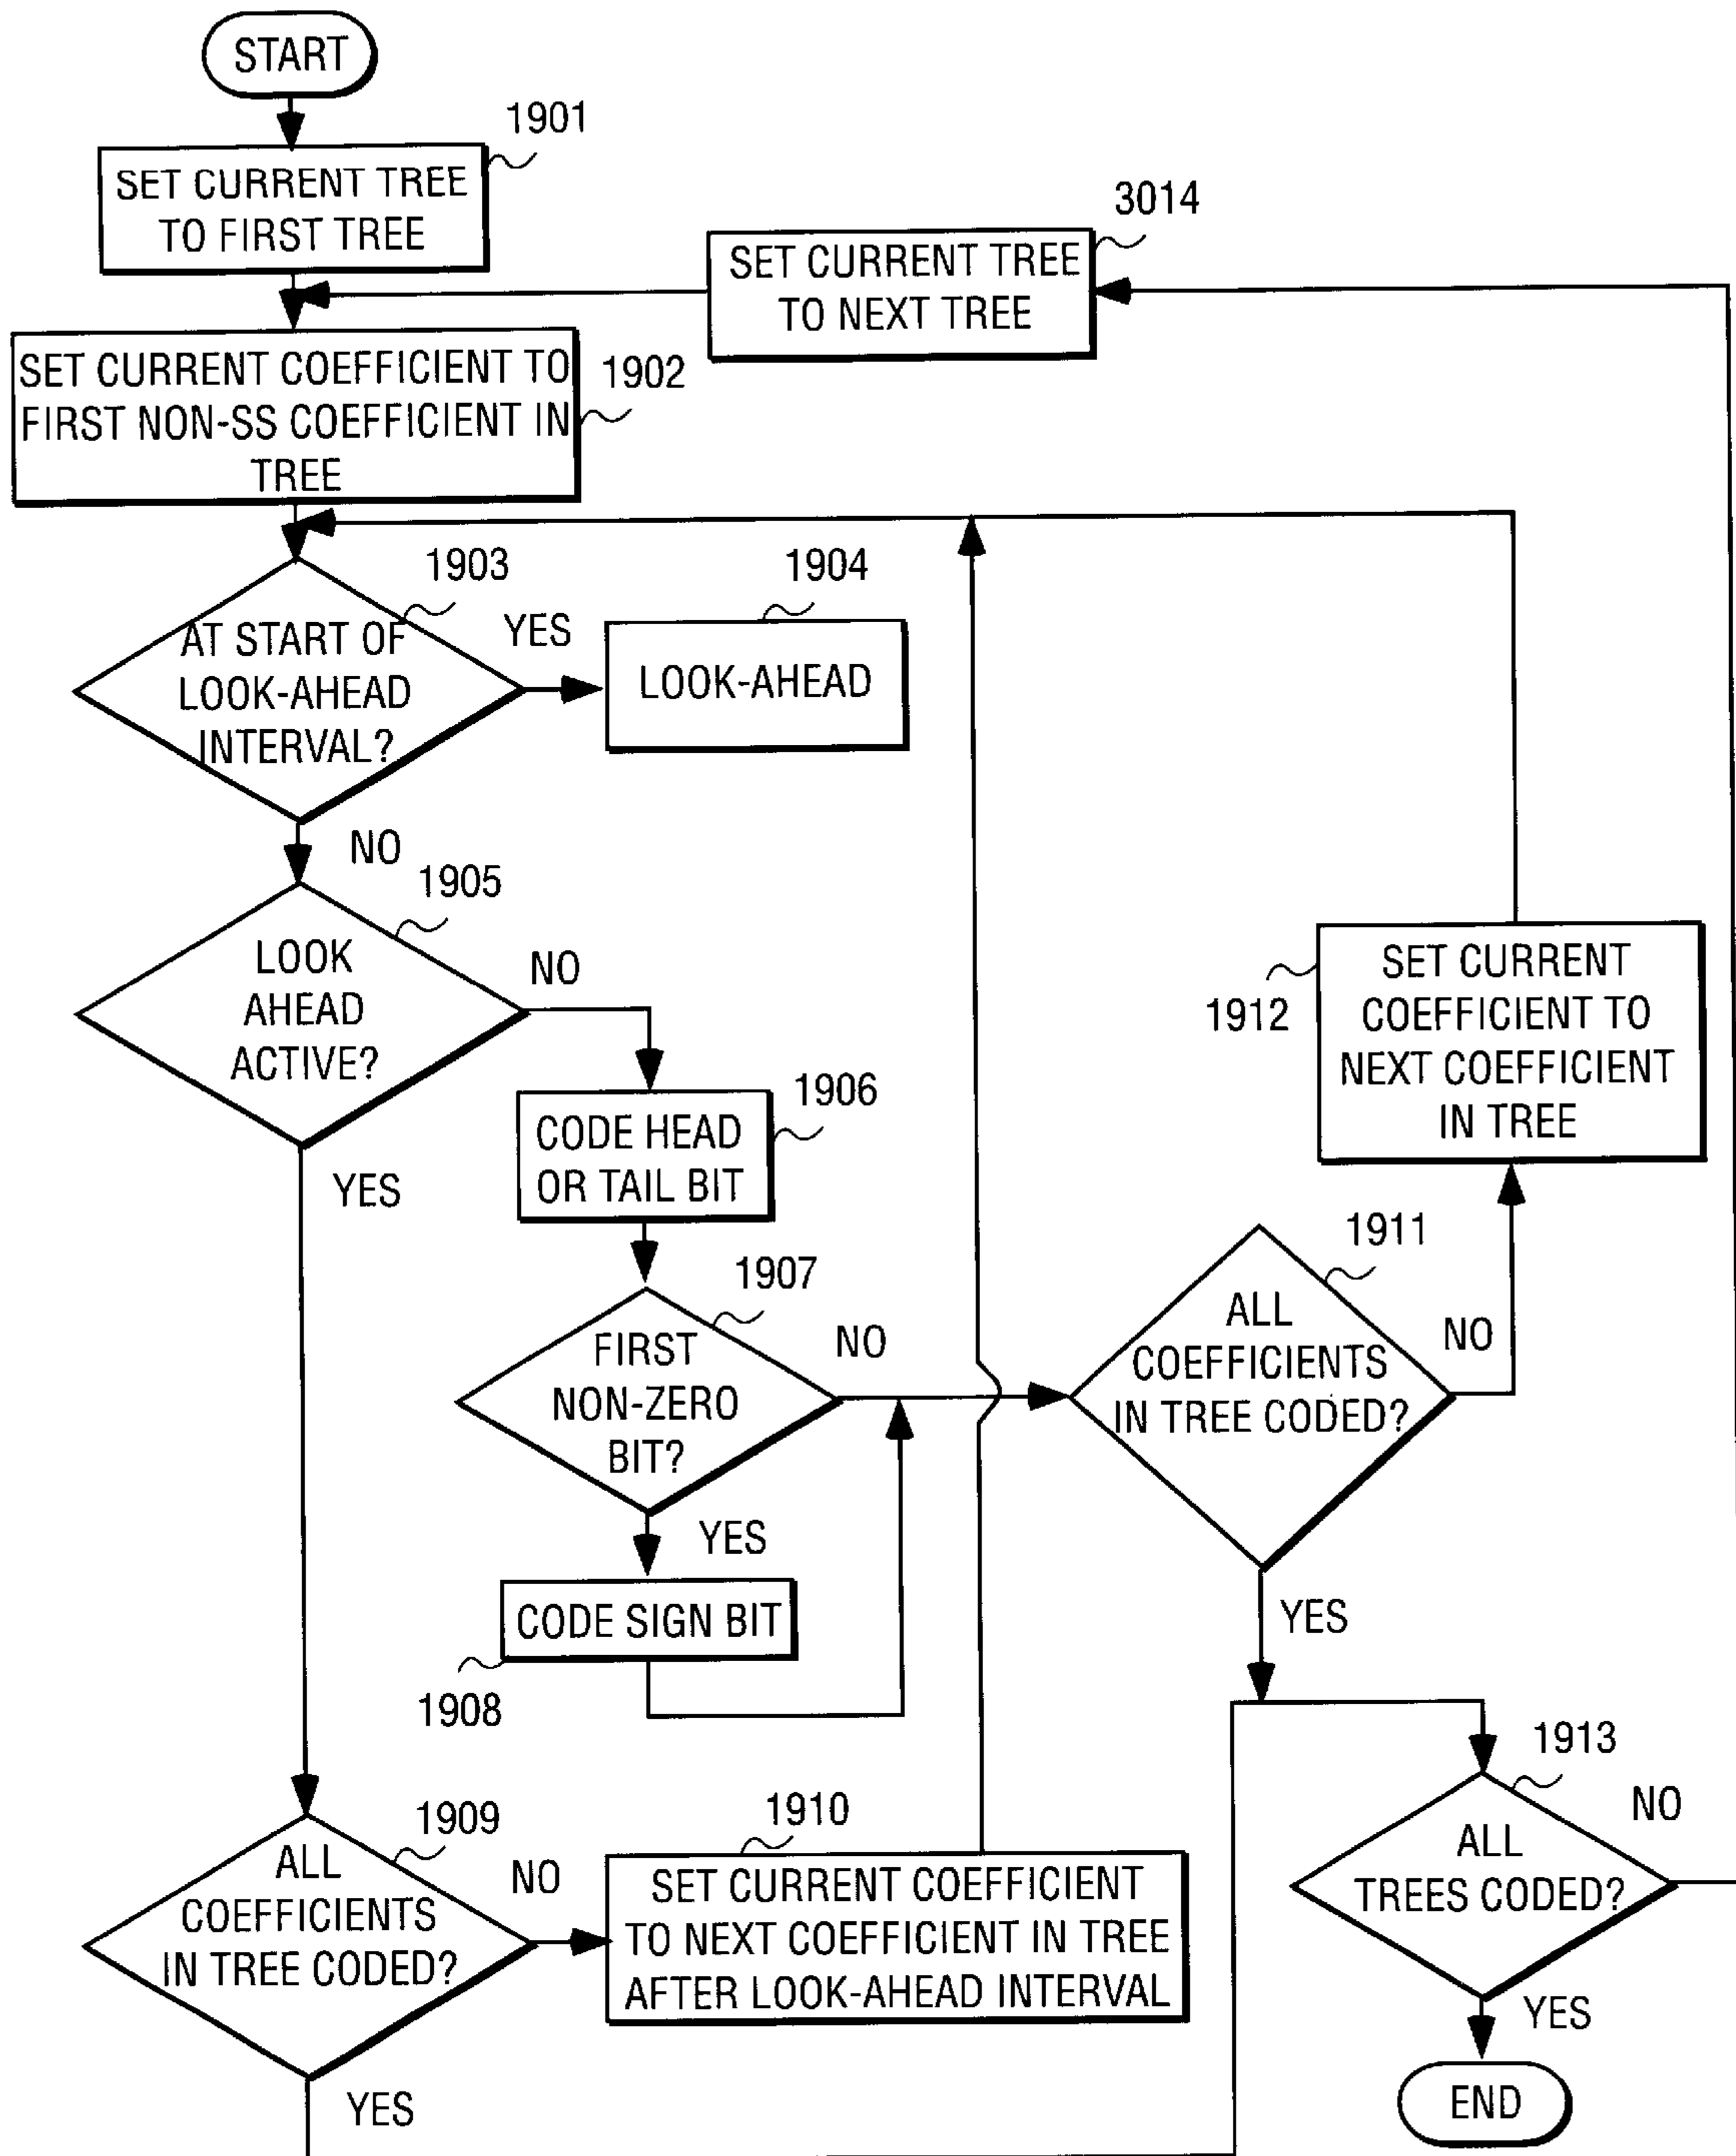 START
1901
SET CURRENT TREE
TO FIRST TREE
3014
SET CURRENT TREE
TO NEXT TREE
SET CURRENT COEFFICIENT TO
FIRST NON-SS COEFFICIENT IN
TREE
1902
1903
AT START OF
LOOK-AHEAD
INTERVAL?
YES
1904
LOOK-AHEAD
NO
1905
LOOK
AHEAD
ACTIVE?
NO
YES
1906
CODE HEAD
OR TAIL BIT
1907
FIRST
NON-ZERO
BIT?
NO
YES
CODE SIGN BIT
1908
1912
SET CURRENT
COEFFICIENT TO
NEXT COEFFICIENT
IN TREE
1911
ALL
COEFFICIENTS
IN TREE CODED?
NO
YES
1909
ALL
COEFFICIENTS
IN TREE CODED?
NO
YES
1910
SET CURRENT COEFFICIENT
TO NEXT COEFFICIENT IN TREE
AFTER LOOK-AHEAD INTERVAL
1913
ALL
TREES CODED?
NO
YES
END